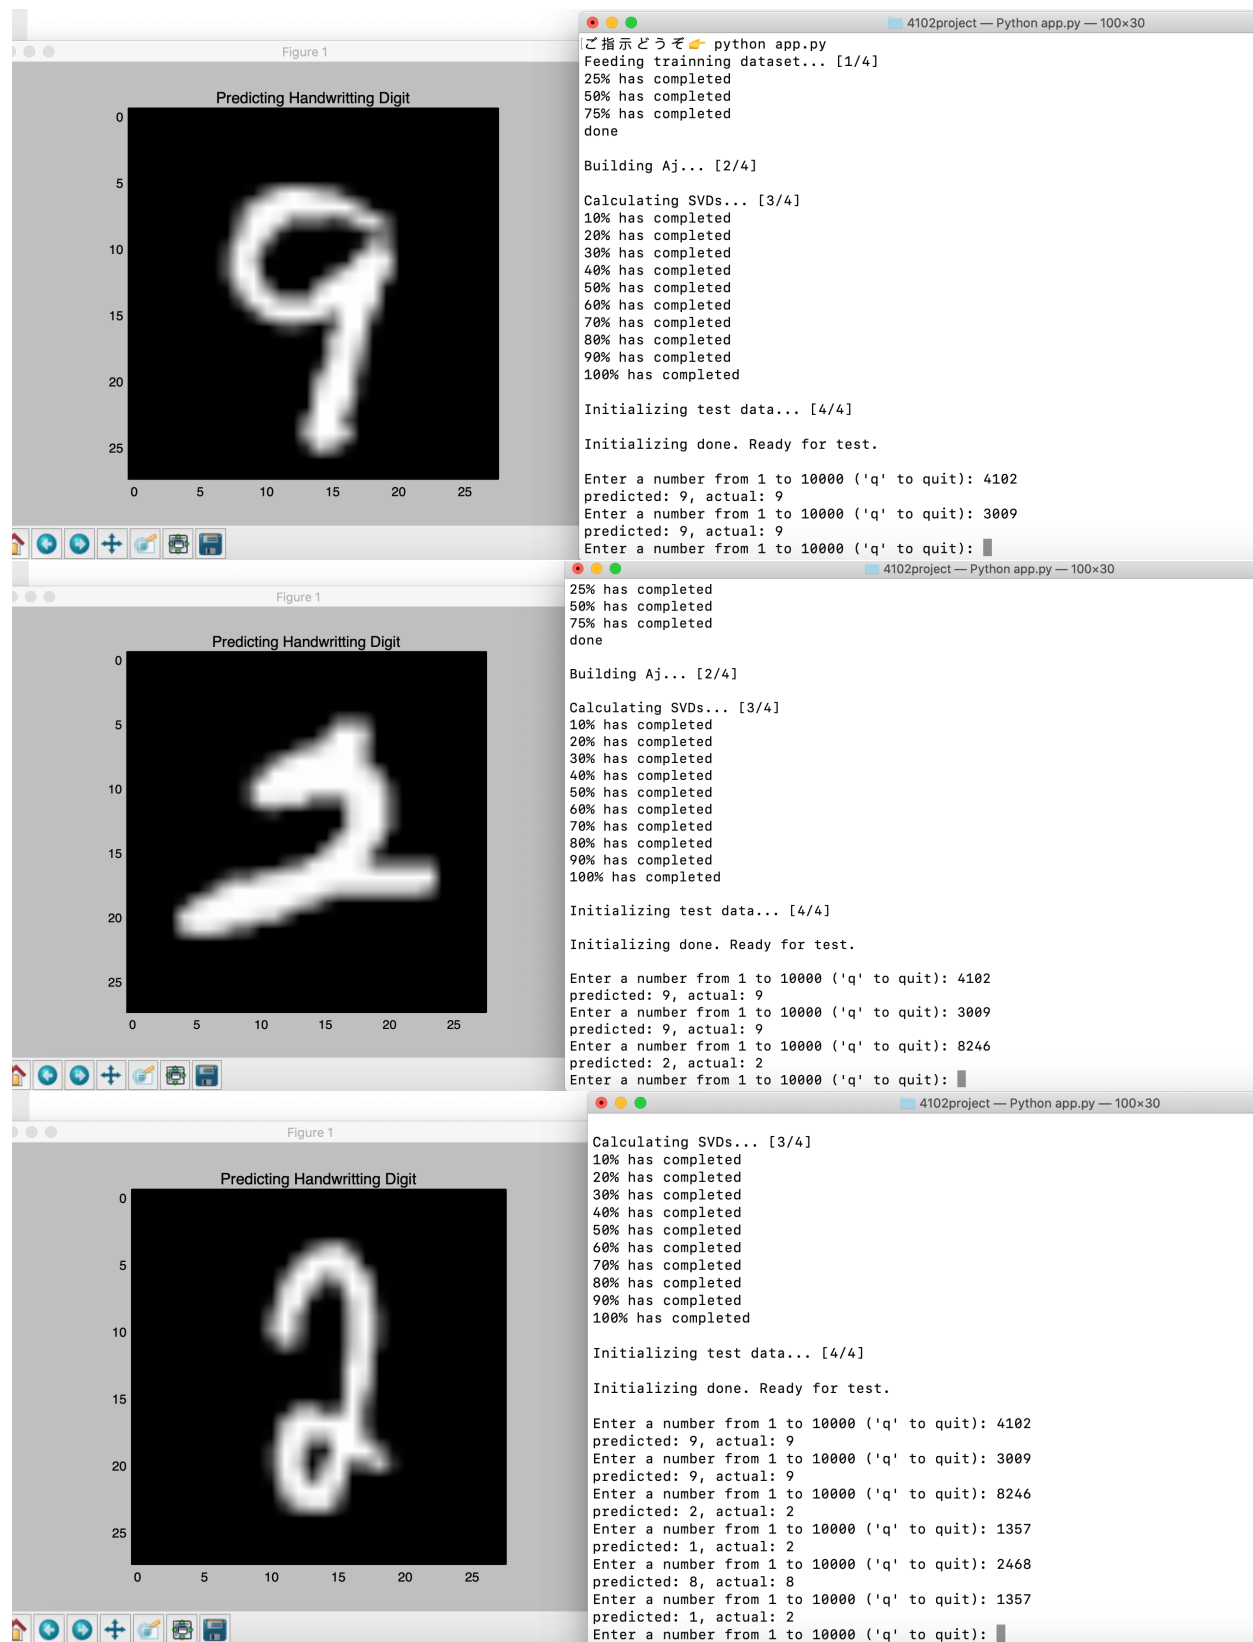 Figure 1
Predicting Handwritting Digit
0
5
10
15
20
25
0 5 10 15 20 25
4102project — Python app.py — 100×30
ご指示どうぞ👉 python app.py
Feeding trainning dataset... [1/4]
25% has completed
50% has completed
75% has completed
done
Building Aj... [2/4]
Calculating SVDs... [3/4]
10% has completed
20% has completed
30% has completed
40% has completed
50% has completed
60% has completed
70% has completed
80% has completed
90% has completed
100% has completed
Initializing test data... [4/4]
Initializing done. Ready for test.
Enter a number from 1 to 10000 ('q' to quit): 4102
predicted: 9, actual: 9
Enter a number from 1 to 10000 ('q' to quit): 3009
predicted: 9, actual: 9
Enter a number from 1 to 10000 ('q' to quit):
9
Figure 1
Predicting Handwritting Digit
0
5
10
15
20
25
0 5 10 15 20 25
4102project — Python app.py — 100×30
25% has completed
50% has completed
75% has completed
done
Building Aj... [2/4]
Calculating SVDs... [3/4]
10% has completed
20% has completed
30% has completed
40% has completed
50% has completed
60% has completed
70% has completed
80% has completed
90% has completed
100% has completed
Initializing test data... [4/4]
Initializing done. Ready for test.
Enter a number from 1 to 10000 ('q' to quit): 4102
predicted: 9, actual: 9
Enter a number from 1 to 10000 ('q' to quit): 3009
predicted: 9, actual: 9
Enter a number from 1 to 10000 ('q' to quit): 8246
predicted: 2, actual: 2
Enter a number from 1 to 10000 ('q' to quit):
2
Figure 1
Predicting Handwritting Digit
0
5
10
15
20
25
0 5 10 15 20 25
4102project — Python app.py — 100×30
Calculating SVDs... [3/4]
10% has completed
20% has completed
30% has completed
40% has completed
50% has completed
60% has completed
70% has completed
80% has completed
90% has completed
100% has completed
Initializing test data... [4/4]
Initializing done. Ready for test.
Enter a number from 1 to 10000 ('q' to quit): 4102
predicted: 9, actual: 9
Enter a number from 1 to 10000 ('q' to quit): 3009
predicted: 9, actual: 9
Enter a number from 1 to 10000 ('q' to quit): 8246
predicted: 2, actual: 2
Enter a number from 1 to 10000 ('q' to quit): 1357
predicted: 1, actual: 2
Enter a number from 1 to 10000 ('q' to quit): 2468
predicted: 8, actual: 8
Enter a number from 1 to 10000 ('q' to quit): 1357
predicted: 1, actual: 2
Enter a number from 1 to 10000 ('q' to quit):
2